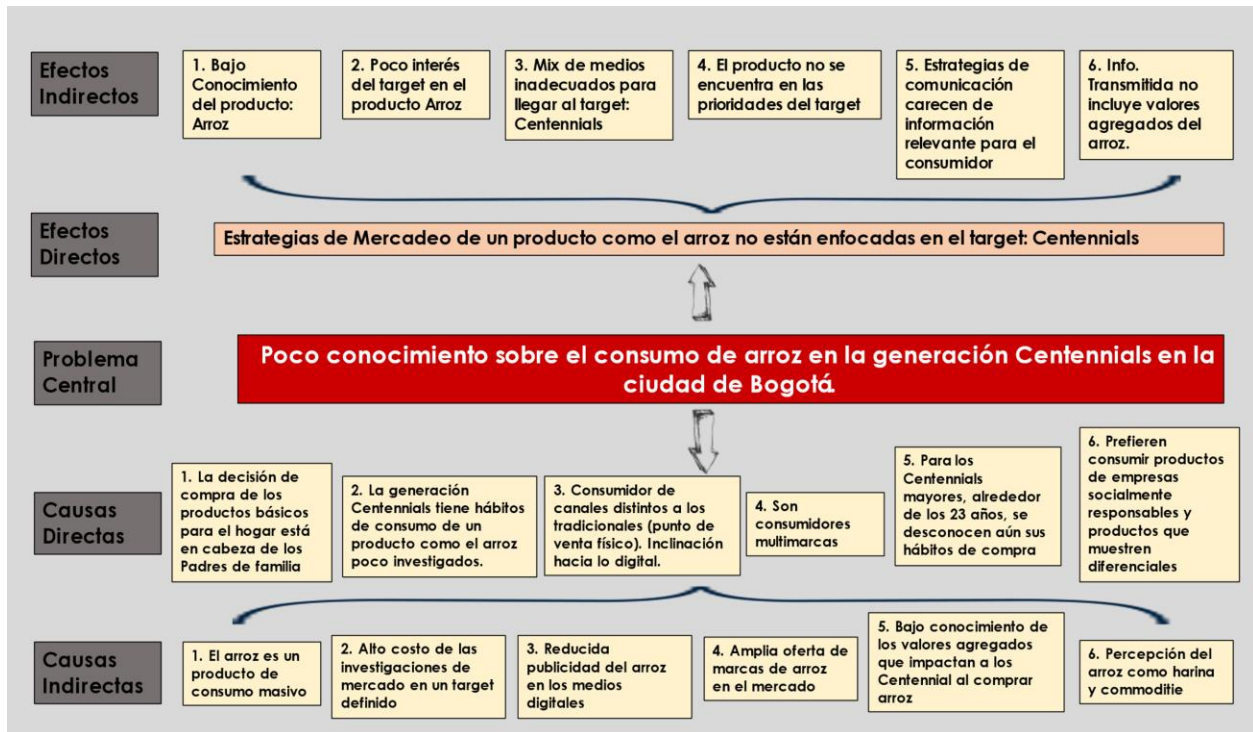 Efectos
Indirectos
1. Bajo
Conocimiento
del producto:
Arroz
2. Poco interés
del target en el
producto Arroz
3. Mix de medios
inadecuados para
llegar al target:
Centennials
4. El producto no se
encuentra en las
prioridades del target
5. Estrategias de
comunicación
carecen de
información
relevante para el
consumidor
6. Info.
Transmitida no
incluye valores
agregados del
arroz.
Efectos
Directos
Estrategias de Mercadeo de un producto como el arroz no están enfocadas en el target: Centennials
Problema
Central
Poco conocimiento sobre el consumo de arroz en la generación Centennials en la
ciudad de Bogotá.
Causas
Directas
1. La decisión de
compra de los
productos básicos
para el hogar está
en cabeza de los
Padres de familia
2. La generación
Centennials tiene hábitos
de consumo de un
producto como el arroz
poco investigados.
3. Consumidor de
canales distintos a los
tradicionales (punto de
venta físico). Inclinación
hacia lo digital.
4. Son
consumidores
multimarcas
5. Para los
Centennials
mayores, alrededor
de los 23 años, se
desconocen aún sus
hábitos de compra
6. Prefieren
consumir productos
de empresas
socialmente
responsables y
productos que
muestren
diferenciales
Causas
Indirectas
1. El arroz es un
producto de
consumo masivo
2. Alto costo de las
investigaciones de
mercado en un target
definido
3. Reducida
publicidad del arroz
en los medios
digitales
4. Amplia oferta de
marcas de arroz
en el mercado
5. Bajo conocimiento de
los valores agregados
que impactan a los
Centennial al comprar
arroz
6. Percepción del
arroz como harina
y commoditie